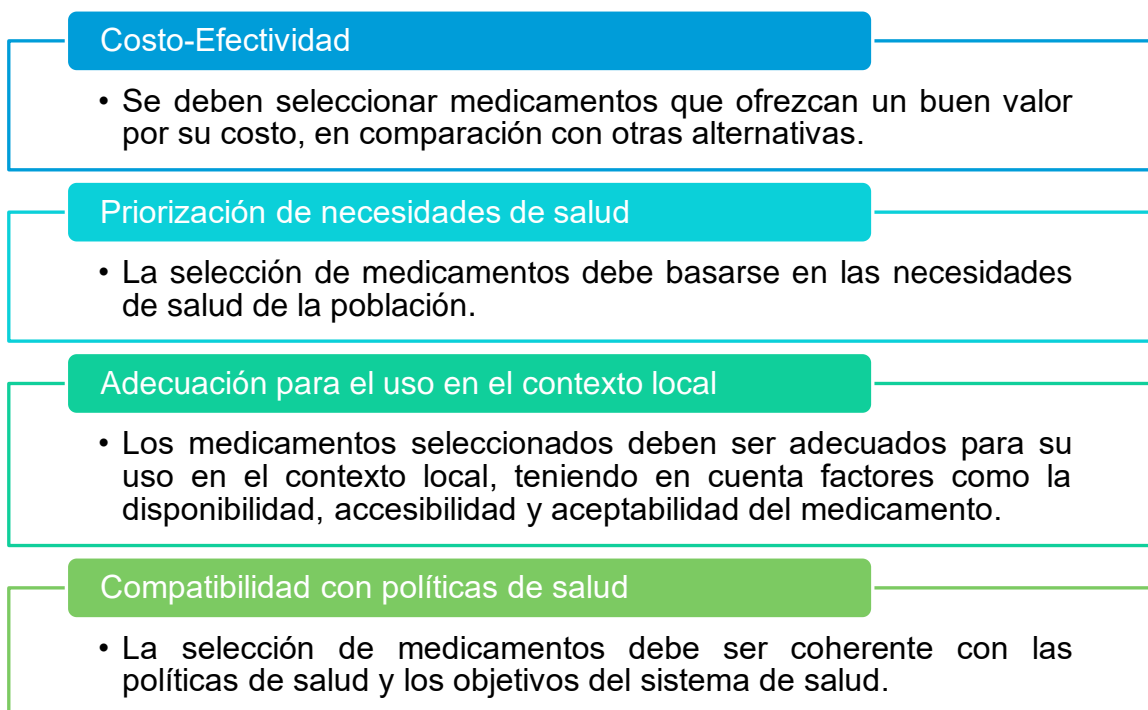 Costo-Efectividad
• Se deben seleccionar medicamentos que ofrezcan un buen valor
por su costo, en comparación con otras alternativas.
Priorización de necesidades de salud
• La selección de medicamentos debe basarse en las necesidades
de salud de la población.
Adecuación para el uso en el contexto local
• Los medicamentos seleccionados deben ser adecuados para su
uso en el contexto local, teniendo en cuenta factores como la
disponibilidad, accesibilidad y aceptabilidad del medicamento.
Compatibilidad con políticas de salud
• La selección de medicamentos debe ser coherente con las
políticas de salud y los objetivos del sistema de salud.